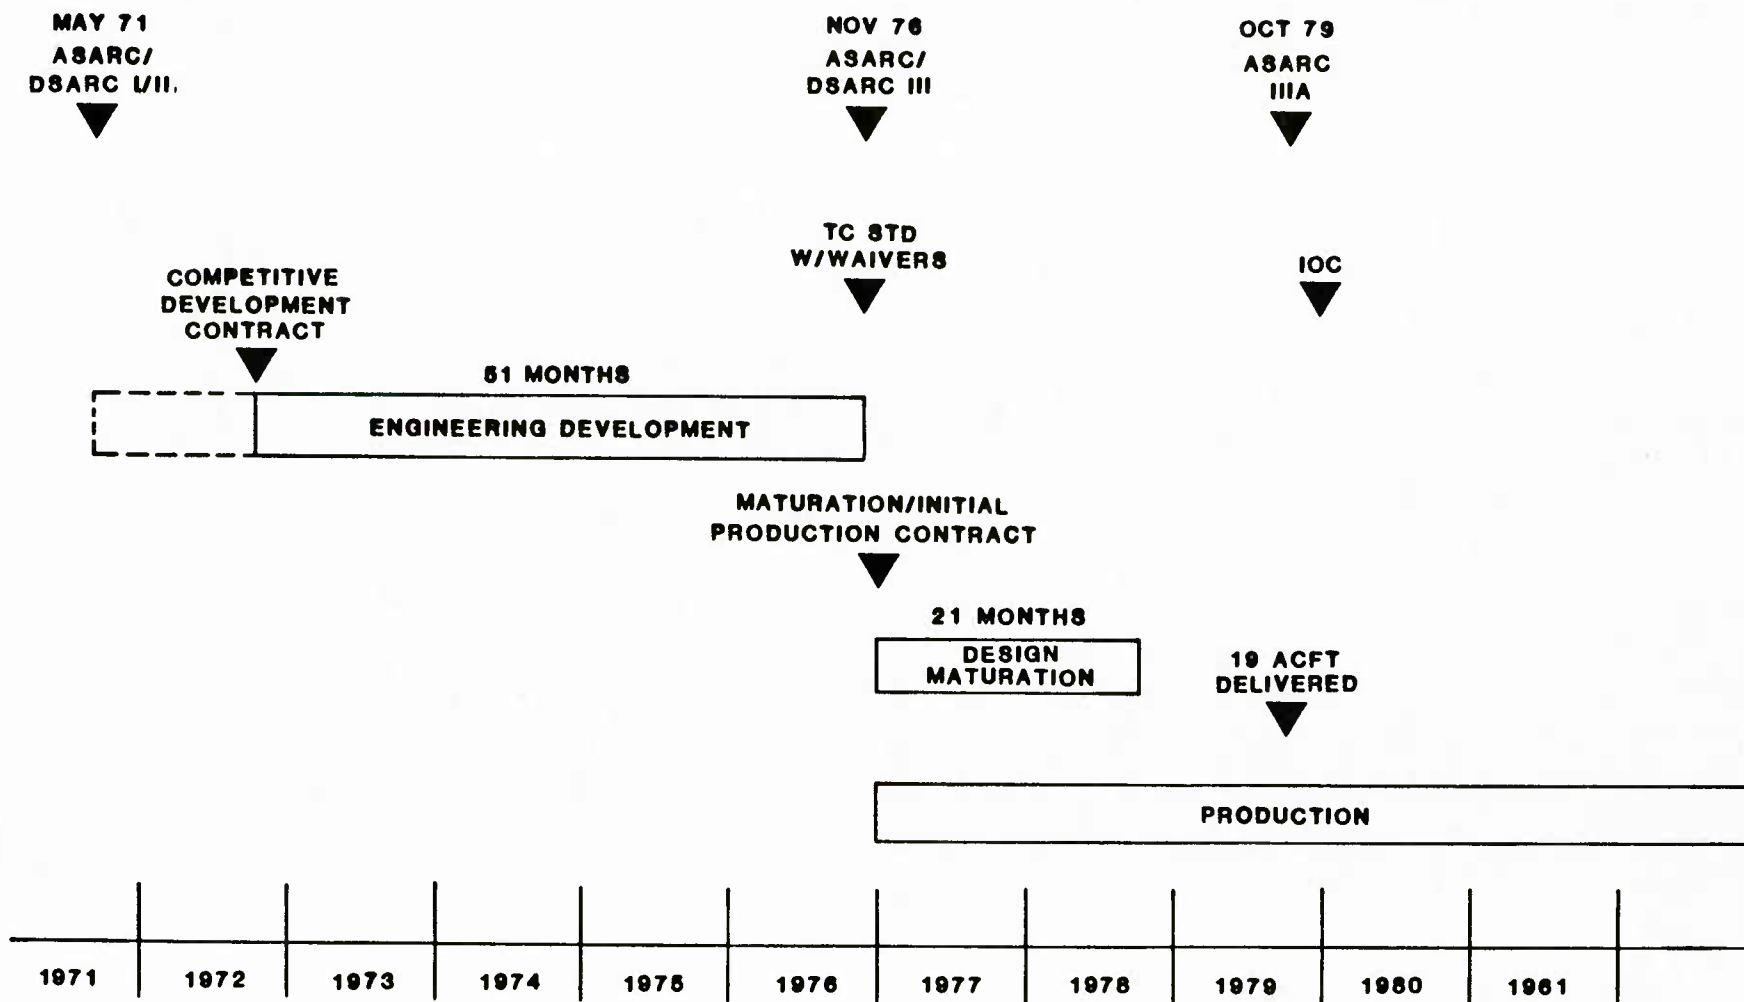 MAY 71
ASARC/
DSARC I/II.
NOV 76
ASARC/
DSARC III
OCT 79
ASARC
IIIA
TC STD
W/WAIVERS
IOC
COMPETITIVE
DEVELOPMENT
CONTRACT
51 MONTHS
ENGINEERING DEVELOPMENT
MATURATION/INITIAL
PRODUCTION CONTRACT
21 MONTHS
DESIGN
MATURATION
19 ACFT
DELIVERED
PRODUCTION
1971 1972 1973 1974 1975 1976 1977 1978 1979 1980 1961